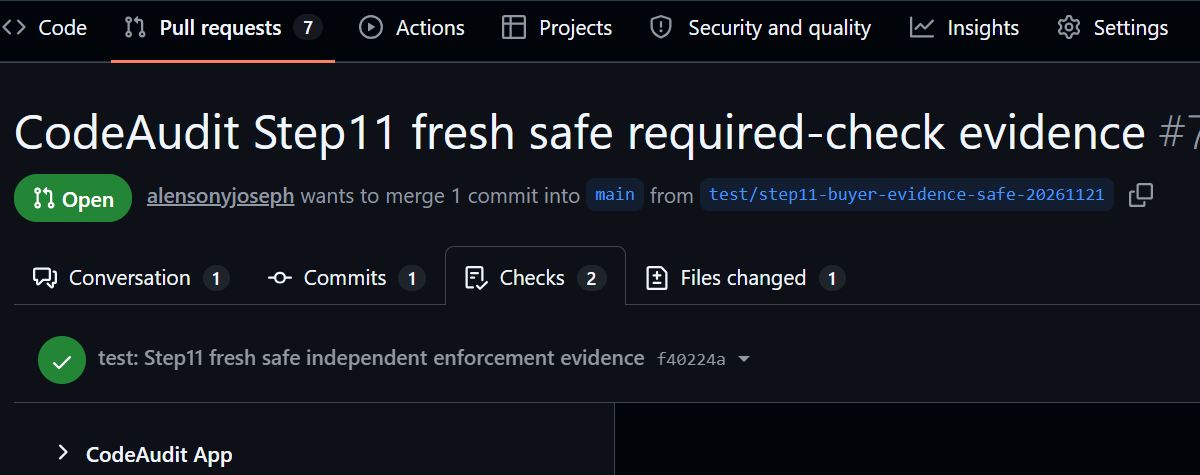 Code Pull requests 7 Actions Projects Security and quality Insights Settings
CodeAudit Step11 fresh safe required-check evidence #7
Open alensonyjoseph wants to merge 1 commit into main from test/step11-buyer-evidence-safe-20261121
Conversation 1 Commits 1 Checks 2 Files changed 1
test: Step11 fresh safe independent enforcement evidence f40224a
CodeAudit App